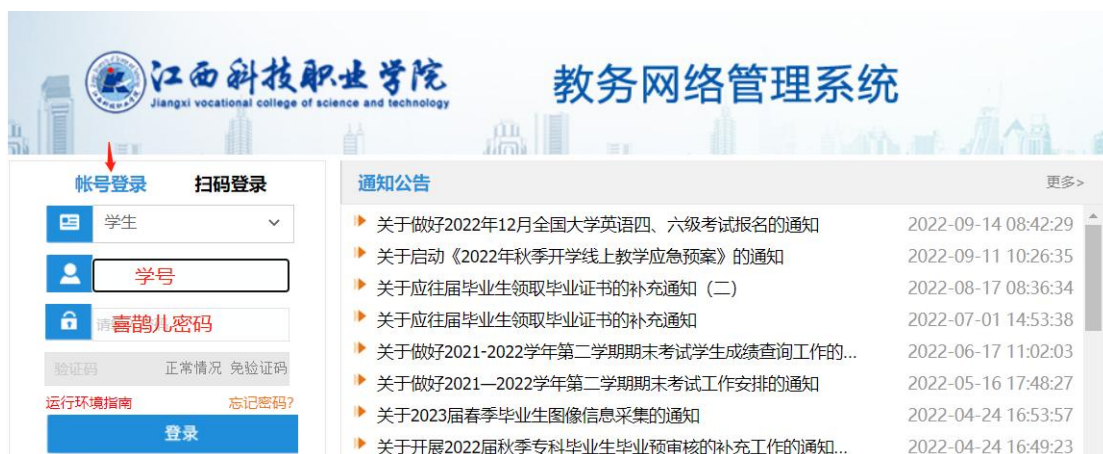 江西科技职业学院
Jiangxi vocational college of science and technology
教务网络管理系统
帐号登录 扫码登录
学生
学号
请 喜鹊儿密码
验证码 正常情况 免验证码
运行环境指南 忘记密码?
登录
通知公告 更多>
关于做好2022年12月全国大学英语四、六级考试报名的通知 2022-09-14 08:42:29
关于启动《2022年秋季开学线上教学应急预案》的通知 2022-09-11 10:26:35
关于应往届毕业生领取毕业证书的补充通知（二） 2022-08-17 08:36:34
关于应往届毕业生领取毕业证书的补充通知 2022-07-01 14:53:38
关于做好2021-2022学年第二学期期末考试学生成绩查询工作的... 2022-06-17 11:02:03
关于做好2021—2022学年第二学期期末考试工作安排的通知 2022-05-16 17:48:27
关于2023届春季毕业生图像信息采集的通知 2022-04-24 16:53:57
关于开展2022届秋季专科毕业生毕业预审核的补充工作的通知... 2022-04-24 16:49:23